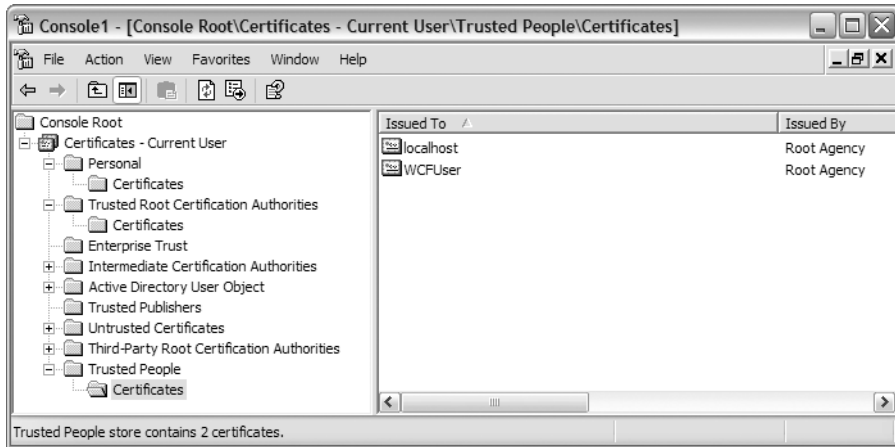 Console1 - [Console Root\Certificates - Current User\Trusted People\Certificates]
File Action View Favorites Window Help
Console Root
Certificates - Current User
Personal
Certificates
Trusted Root Certification Authorities
Certificates
Enterprise Trust
Intermediate Certification Authorities
Active Directory User Object
Trusted Publishers
Untrusted Certificates
Third-Party Root Certification Authorities
Trusted People
Certificates
Issued To Issued By
localhost Root Agency
WCFUser Root Agency
Trusted People store contains 2 certificates.